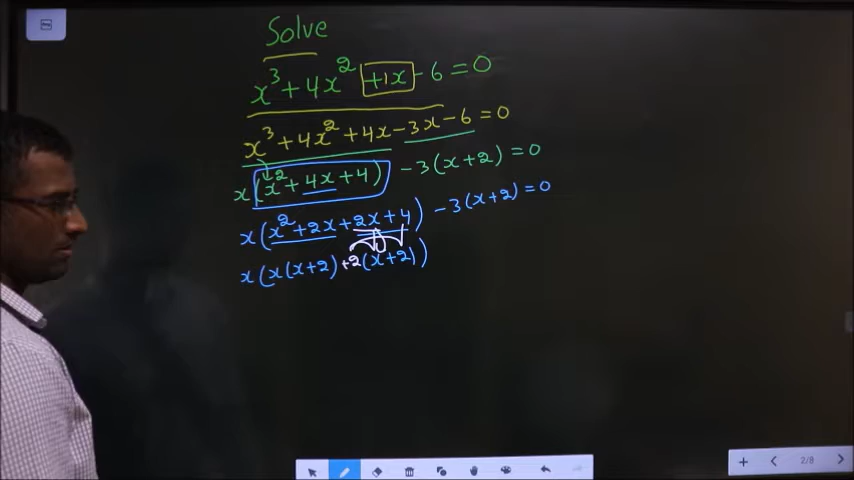 Solve
x³ + 4x² +1x - 6 = 0
x³ + 4x² + 4x - 3x - 6 = 0
x(x² + 4x + 4) - 3(x+2) = 0
x(x² + 2x + 2x + 4) - 3(x+2) = 0
x(x(x+2) +2(x+2))
2/8